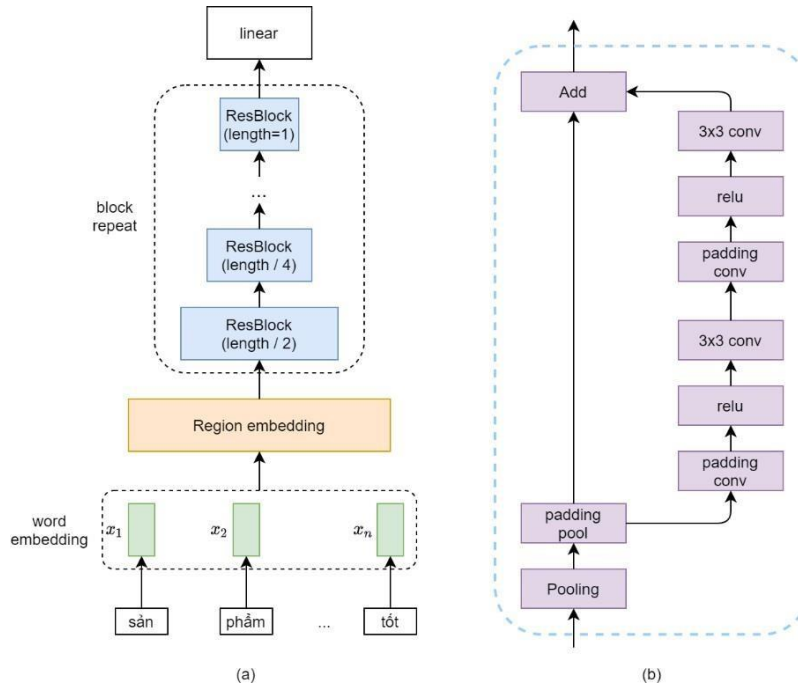 linear
ResBlock
(length=1)
...
block
repeat
ResBlock
(length / 4)
ResBlock
(length / 2)
Region embedding
word
embedding
x₁
x₂
xₙ
sản
phẩm
...
tốt
(a)
Add
3x3 conv
relu
padding
conv
3x3 conv
relu
padding
conv
padding
pool
Pooling
(b)